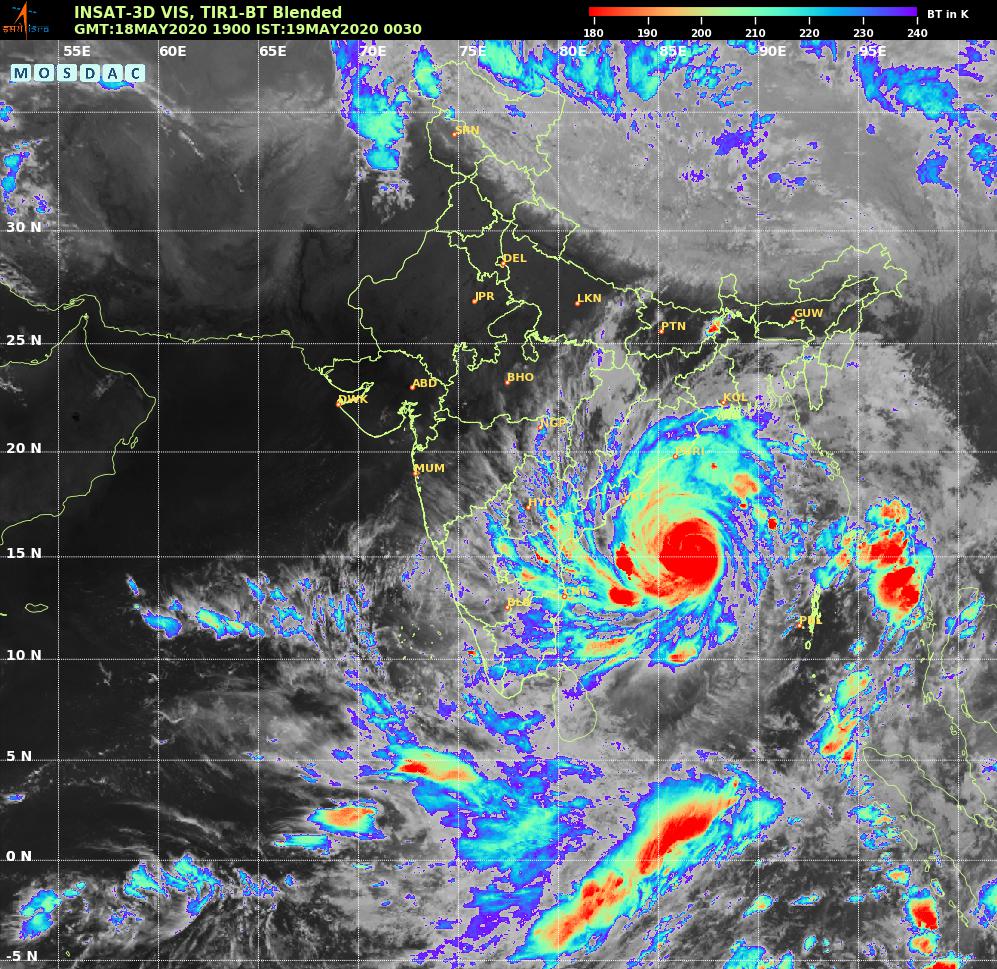 INSAT-3D VIS, TIR1-BT Blended
GMT:18MAY2020 1900 IST:19MAY2020 0030
BT in K
180 190 200 210 220 230 240
55E 60E 65E 70E 75E 80E 85E 90E 95E
MOSDAC
SRN
30 N
DEL
JPR
LKN
GUW
PTN
25 N
BHO
ABD
DWK
KOL
NGP
20 N
MUM
HYD
15 N
BLG
CNN
PBL
10 N
5 N
0 N
-5 N